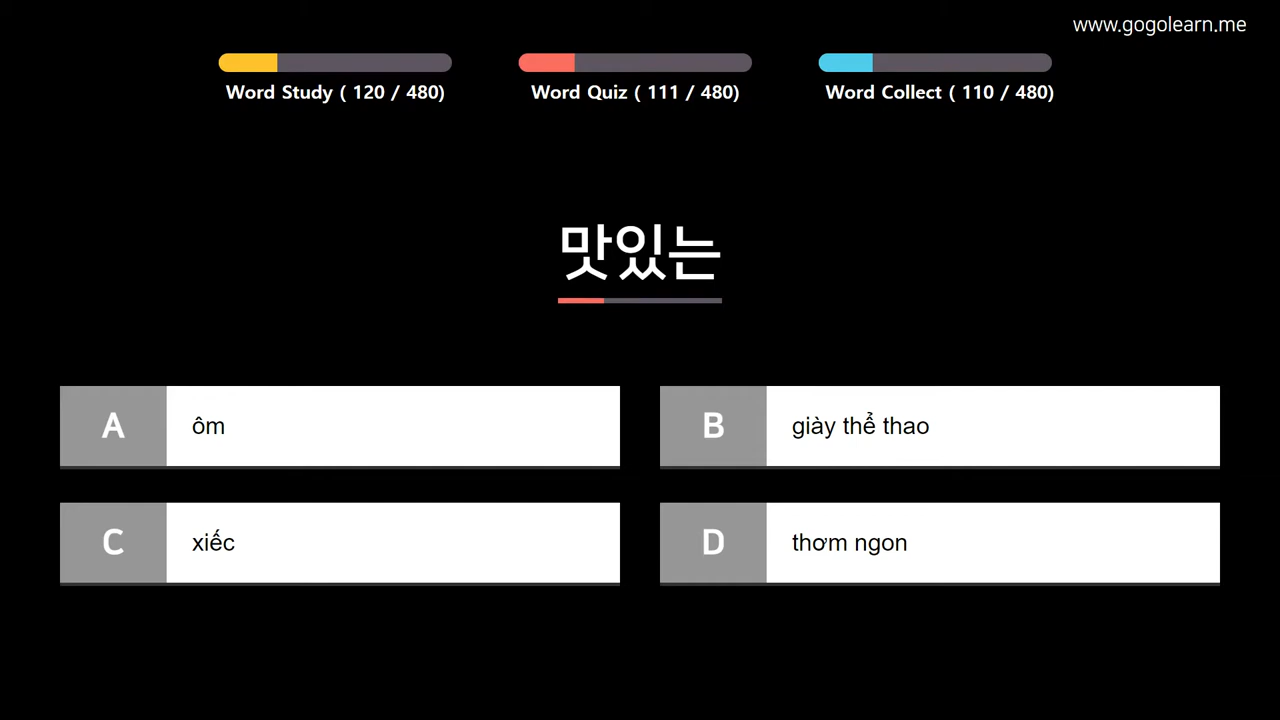 www.gogolearn.me
Word Study ( 120 / 480)
Word Quiz ( 111 / 480)
Word Collect ( 110 / 480)
맛있는
A ôm
B giày thể thao
C xiếc
D thơm ngon